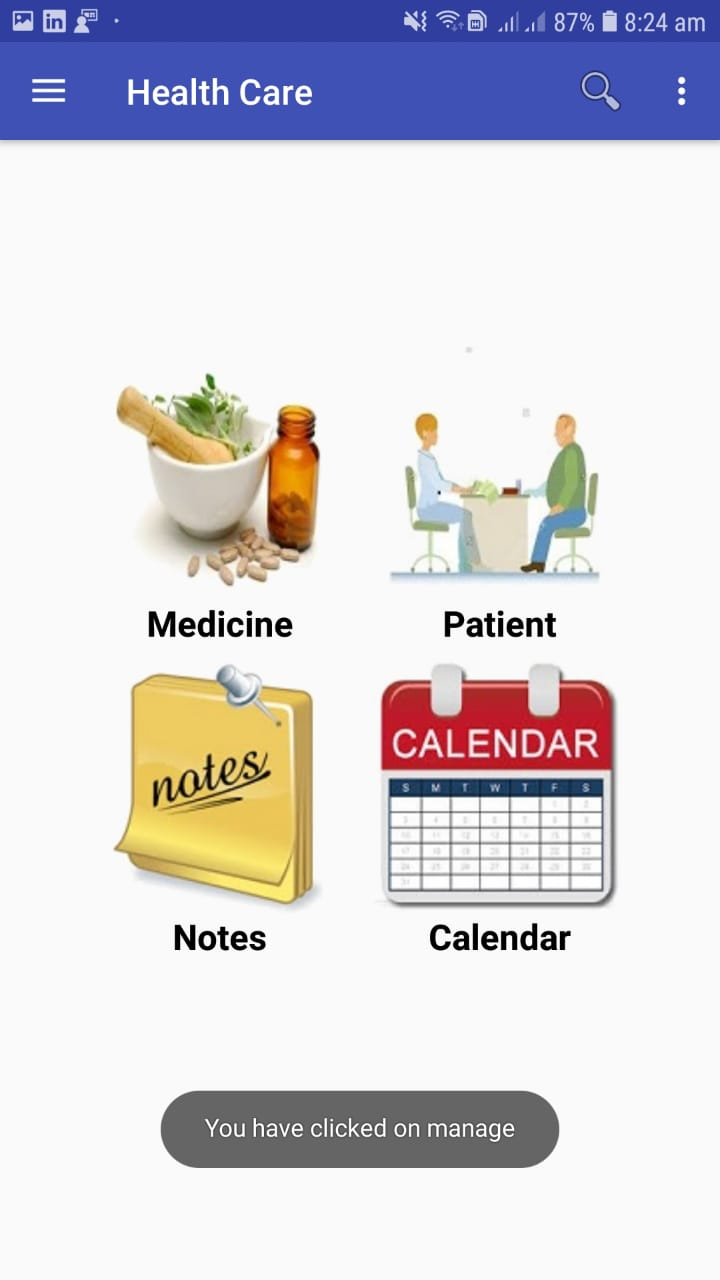 87% 8:24 am
Health Care
Medicine
Patient
notes
CALENDAR
S M T W T F S
Notes
Calendar
You have clicked on manage